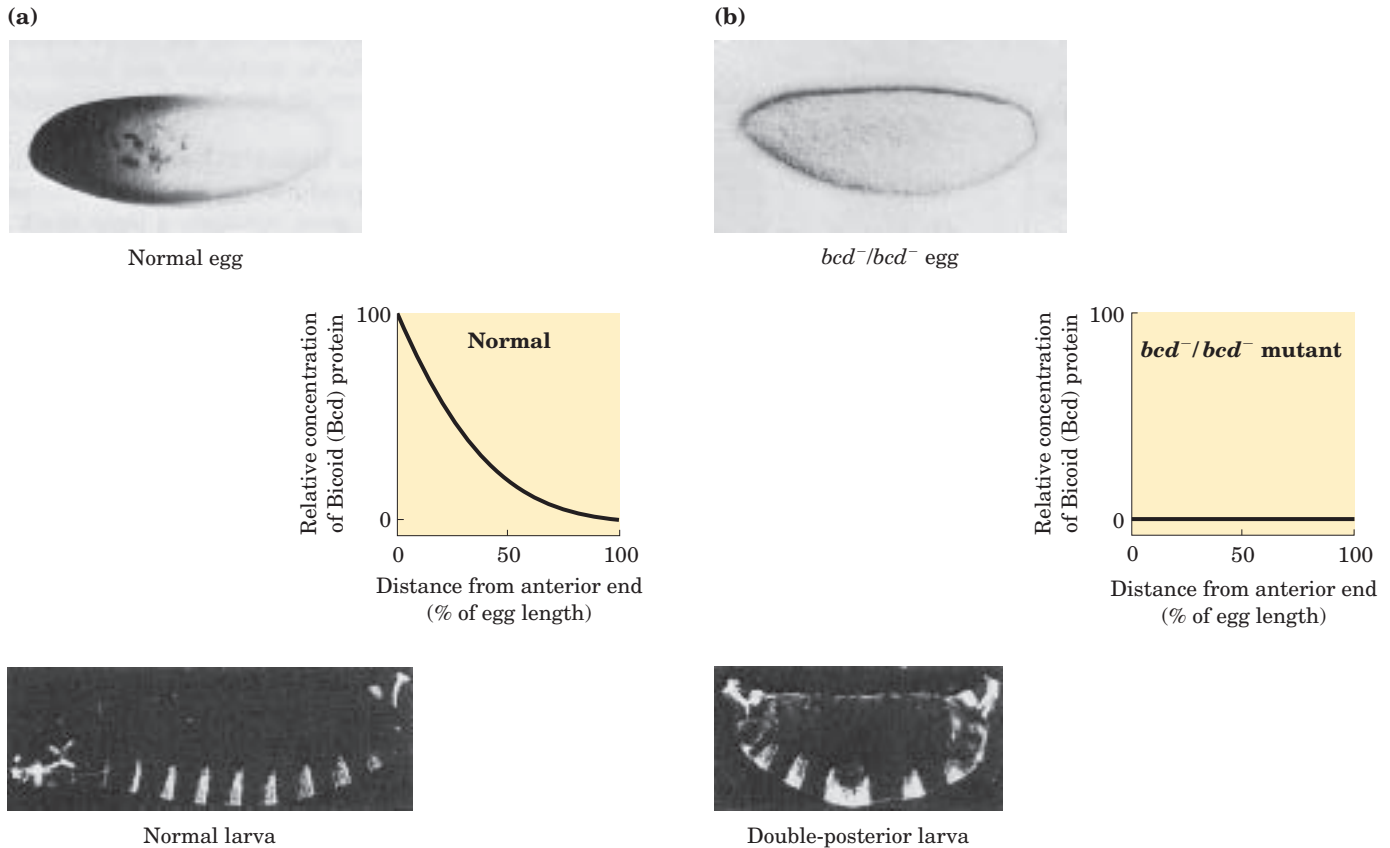 (a)
Normal egg
Relative concentration
of Bicoid (Bcd) protein
100
0
Normal
0 50 100
Distance from anterior end
(% of egg length)
Normal larva
(b)
bcd⁻/bcd⁻ egg
Relative concentration
of Bicoid (Bcd) protein
100
0
bcd⁻/bcd⁻ mutant
0 50 100
Distance from anterior end
(% of egg length)
Double-posterior larva